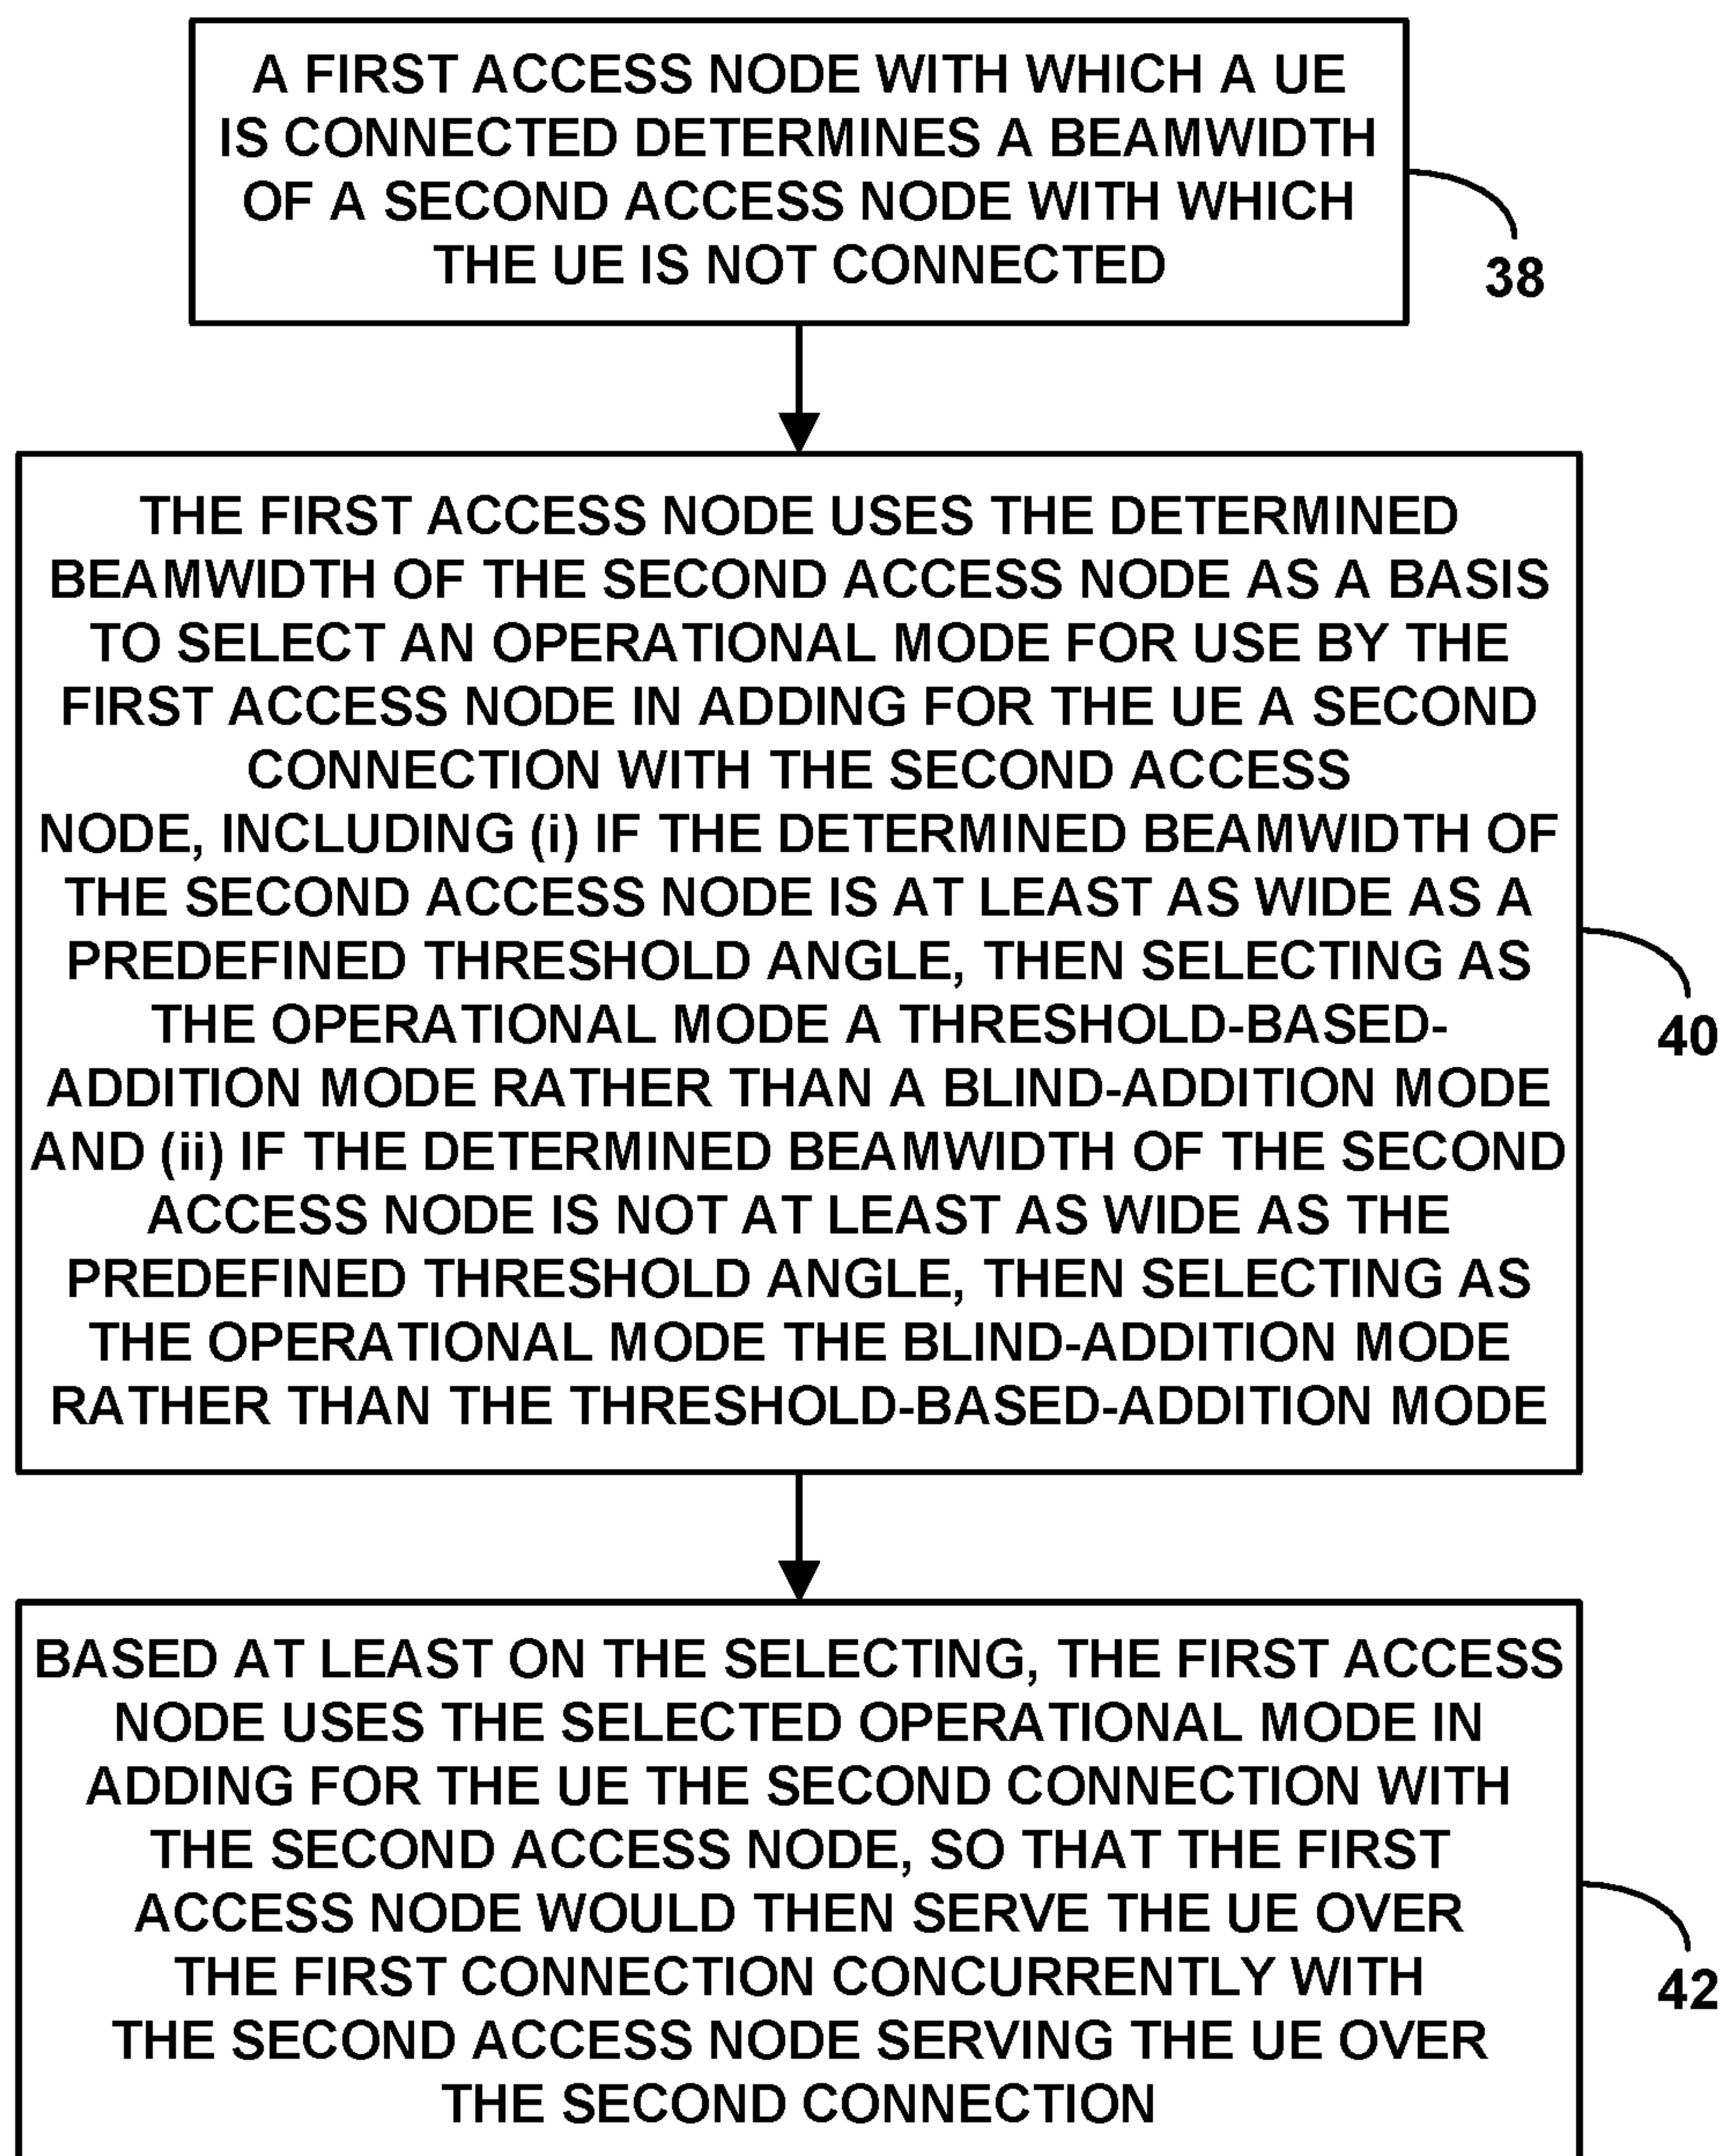 A FIRST ACCESS NODE WITH WHICH A UE
IS CONNECTED DETERMINES A BEAMWIDTH
OF A SECOND ACCESS NODE WITH WHICH
THE UE IS NOT CONNECTED
38
THE FIRST ACCESS NODE USES THE DETERMINED
BEAMWIDTH OF THE SECOND ACCESS NODE AS A BASIS
TO SELECT AN OPERATIONAL MODE FOR USE BY THE
FIRST ACCESS NODE IN ADDING FOR THE UE A SECOND
CONNECTION WITH THE SECOND ACCESS
NODE, INCLUDING (i) IF THE DETERMINED BEAMWIDTH OF
THE SECOND ACCESS NODE IS AT LEAST AS WIDE AS A
PREDEFINED THRESHOLD ANGLE, THEN SELECTING AS
THE OPERATIONAL MODE A THRESHOLD-BASED-
ADDITION MODE RATHER THAN A BLIND-ADDITION MODE
AND (ii) IF THE DETERMINED BEAMWIDTH OF THE SECOND
ACCESS NODE IS NOT AT LEAST AS WIDE AS THE
PREDEFINED THRESHOLD ANGLE, THEN SELECTING AS
THE OPERATIONAL MODE THE BLIND-ADDITION MODE
RATHER THAN THE THRESHOLD-BASED-ADDITION MODE
40
BASED AT LEAST ON THE SELECTING, THE FIRST ACCESS
NODE USES THE SELECTED OPERATIONAL MODE IN
ADDING FOR THE UE THE SECOND CONNECTION WITH
THE SECOND ACCESS NODE, SO THAT THE FIRST
ACCESS NODE WOULD THEN SERVE THE UE OVER
THE FIRST CONNECTION CONCURRENTLY WITH
THE SECOND ACCESS NODE SERVING THE UE OVER
THE SECOND CONNECTION
42